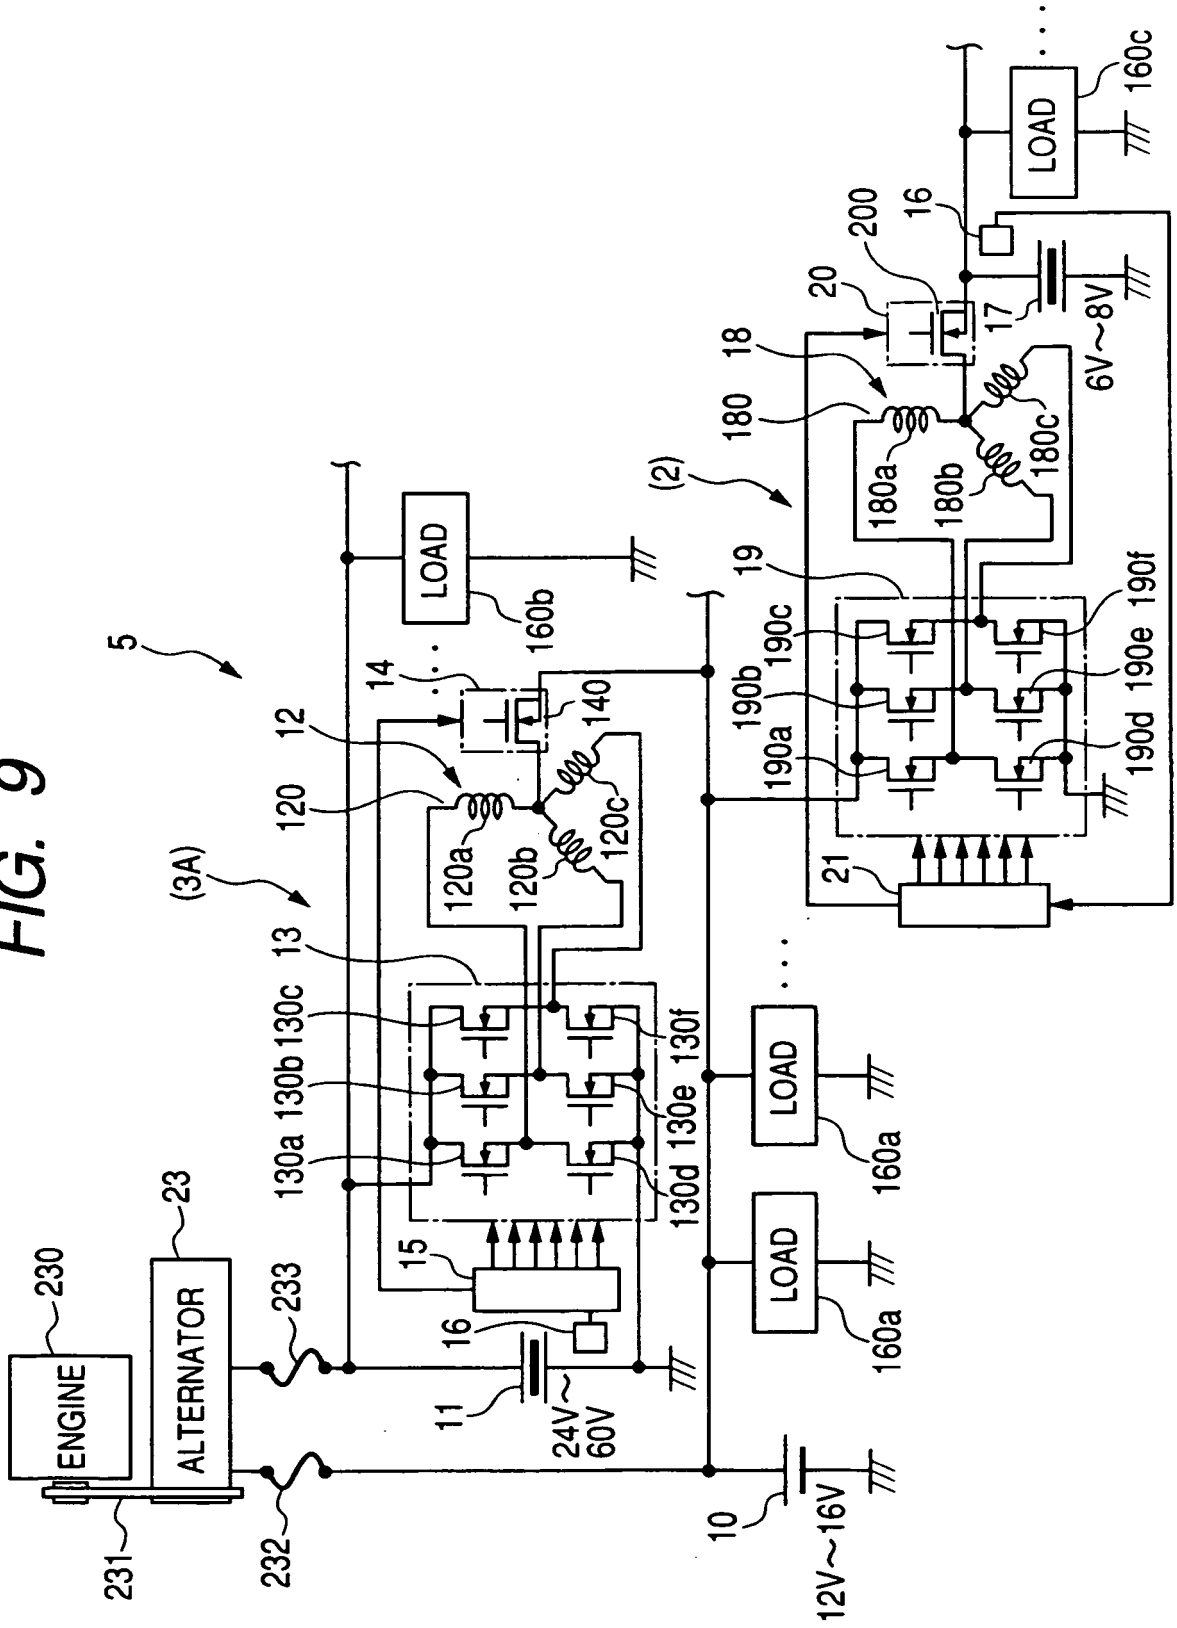 FIG. 9
5
230
ENGINE
231
23
ALTERNATOR
232
233
(3A)
11
24V～
60V
16
15
13
130a
130b
130c
130d
130e
130f
12
120
120a
120b
120c
14
140
LOAD
160b
10
12V～16V
LOAD
160a
LOAD
160a
(2)
21
19
190a
190b
190c
190d
190e
190f
18
180
180a
180b
180c
20
200
16
17
6V～8V
LOAD
160c